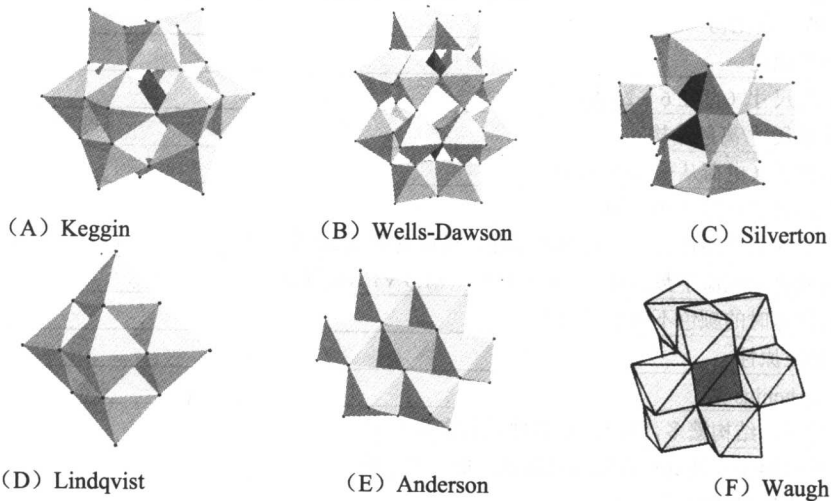 （A）Keggin
（B）Wells-Dawson
（C）Silverton
（D）Lindqvist
（E）Anderson
（F）Waugh